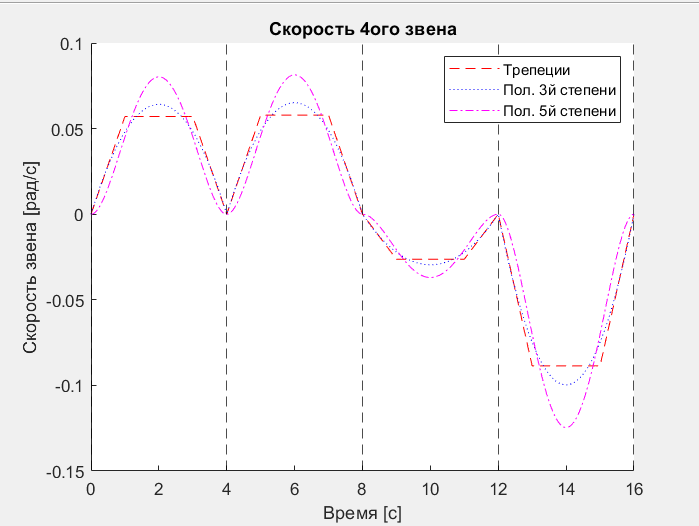 Скорость 4ого звена
Трепеции
Пол. 3й степени
Пол. 5й степени
Скорость звена [рад/с]
0.1
0.05
0
-0.05
-0.1
-0.15
0 2 4 6 8 10 12 14 16
Время [с]